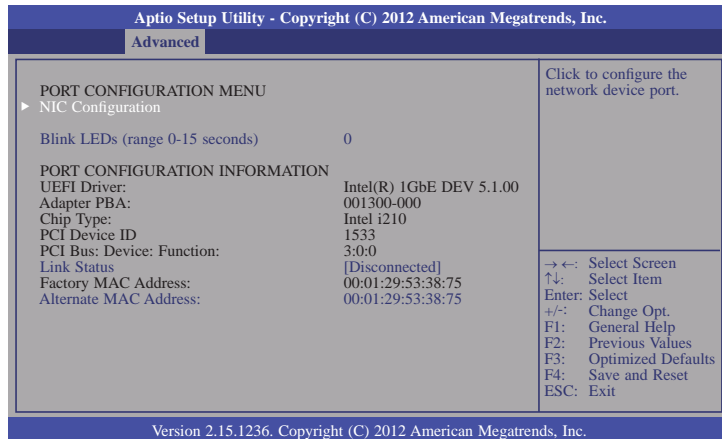 Aptio Setup Utility - Copyright (C) 2012 American Megatrends, Inc.
Advanced
PORT CONFIGURATION MENU
► NIC Configuration
Blink LEDs (range 0-15 seconds) 0
PORT CONFIGURATION INFORMATION
UEFI Driver: Intel(R) 1GbE DEV 5.1.00
Adapter PBA: 001300-000
Chip Type: Intel i210
PCI Device ID 1533
PCI Bus: Device: Function: 3:0:0
Link Status [Disconnected]
Factory MAC Address: 00:01:29:53:38:75
Alternate MAC Address: 00:01:29:53:38:75
Click to configure the
network device port.
→ ←: Select Screen
↑↓: Select Item
Enter: Select
+/-: Change Opt.
F1: General Help
F2: Previous Values
F3: Optimized Defaults
F4: Save and Reset
ESC: Exit
Version 2.15.1236. Copyright (C) 2012 American Megatrends, Inc.